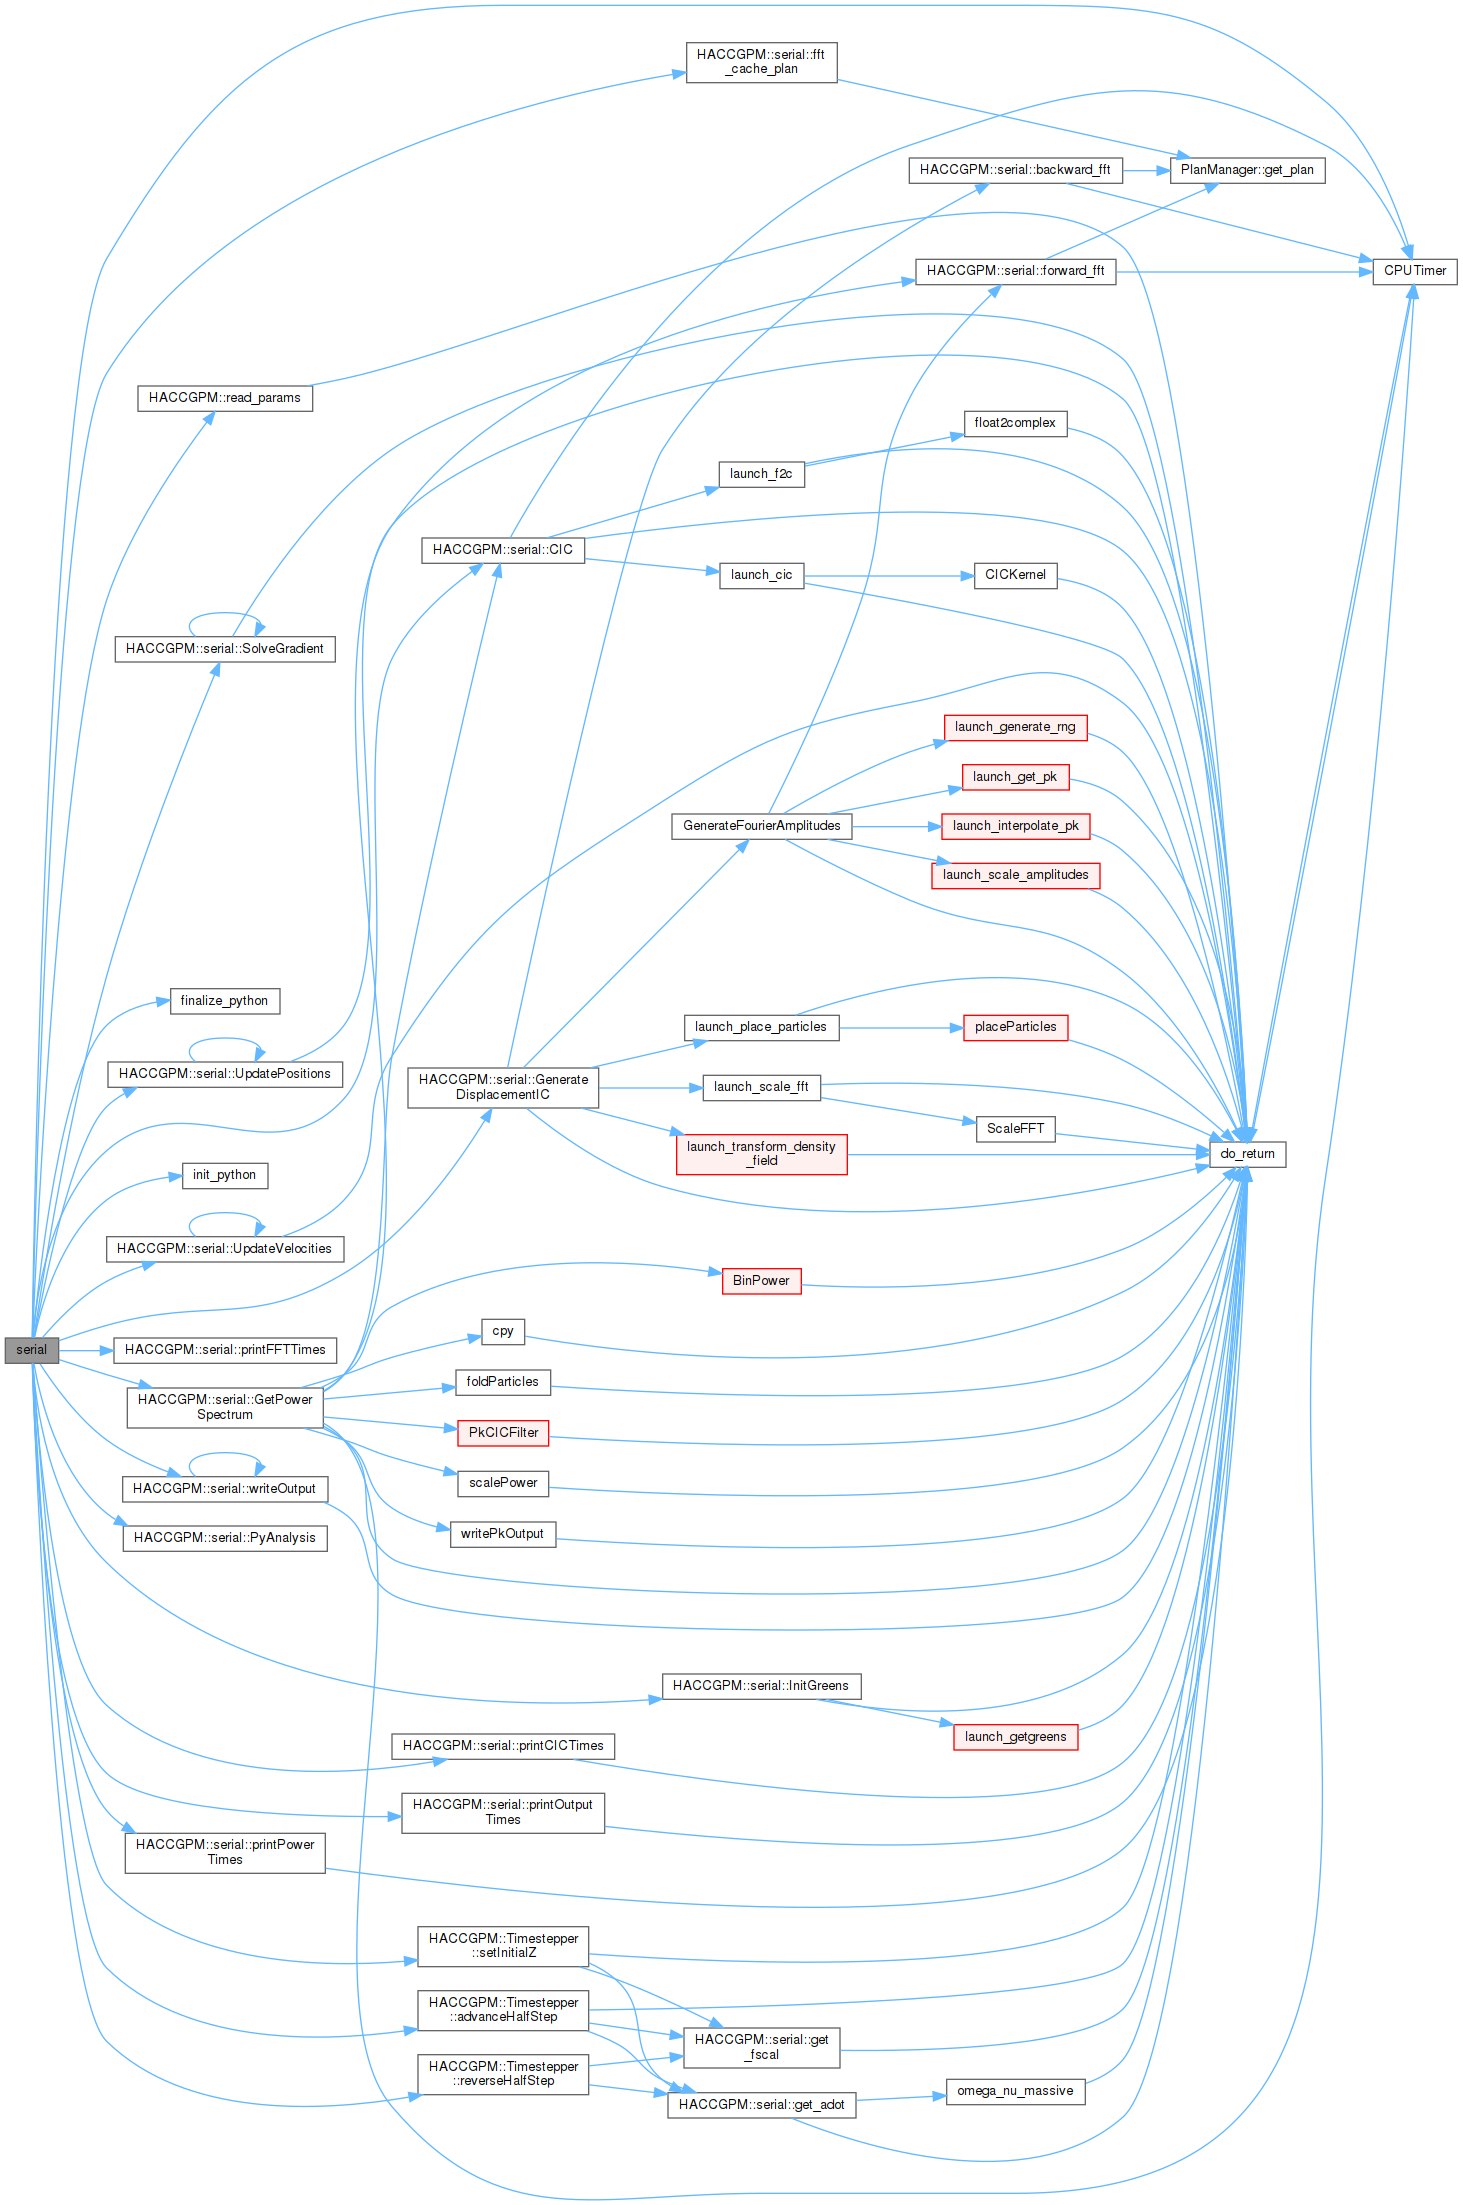 HACCGPM::serial::fft
_cache_plan
HACCGPM::serial::backward_fft
PlanManager::get_plan
HACCGPM::serial::forward_fft
CPUTimer
HACCGPM::read_params
float2complex
launch_f2c
HACCGPM::serial::CIC
launch_cic
CICKernel
HACCGPM::serial::SolveGradient
launch_generate_rng
launch_get_pk
GenerateFourierAmplitudes
launch_interpolate_pk
launch_scale_amplitudes
finalize_python
launch_place_particles
placeParticles
HACCGPM::serial::UpdatePositions
HACCGPM::serial::Generate
DisplacementIC
launch_scale_fft
ScaleFFT
launch_transform_density
_field
do_return
init_python
HACCGPM::serial::UpdateVelocities
BinPower
cpy
serial
HACCGPM::serial::printFFTTimes
foldParticles
HACCGPM::serial::GetPower
Spectrum
PkCICFilter
scalePower
HACCGPM::serial::writeOutput
writePkOutput
HACCGPM::serial::PyAnalysis
HACCGPM::serial::InitGreens
launch_getgreens
HACCGPM::serial::printCICTimes
HACCGPM::serial::printOutput
Times
HACCGPM::serial::printPower
Times
HACCGPM::Timestepper
::setInitialZ
HACCGPM::Timestepper
::advanceHalfStep
HACCGPM::serial::get
_fscal
HACCGPM::Timestepper
::reverseHalfStep
omega_nu_massive
HACCGPM::serial::get_adot